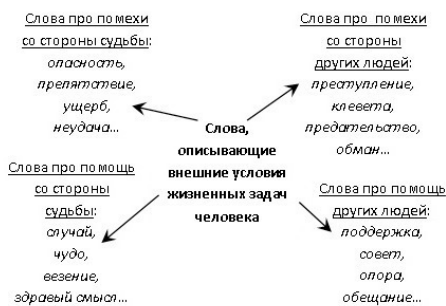 Слова про помехи
со стороны судьбы:
опасность,
препятствие,
ущерб,
неудача...
Слова про помехи
со стороны
других людей:
преступление,
клевета,
предательство,
обман...
Слова,
описывающие
внешние условия
жизненных задач
человека
Слова про помощь
со стороны
судьбы:
случай,
чудо,
везение,
здравый смысл...
Слова про помощь
других людей:
поддержка,
совет,
опора,
обещание...